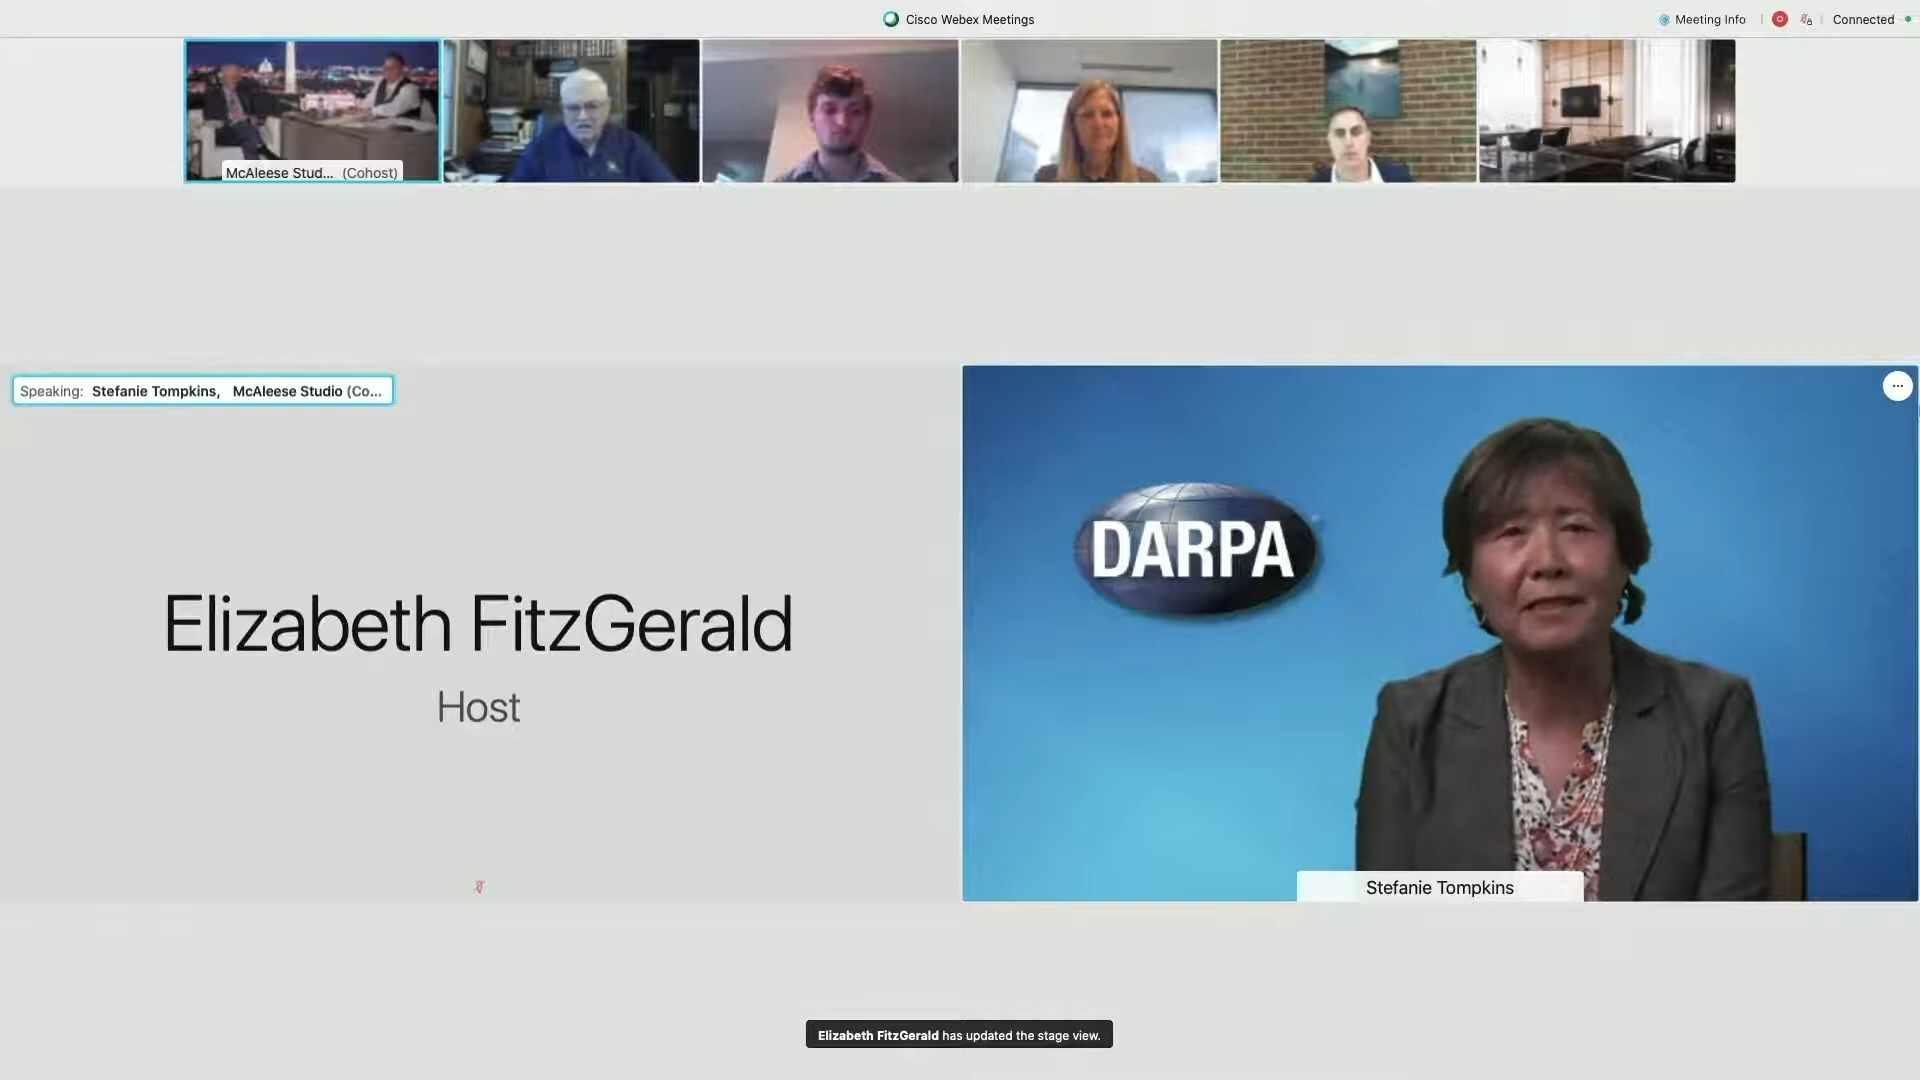 Cisco Webex Meetings
Meeting Info
Connected
McAleese Stud... (Cohost)
Speaking: Stefanie Tompkins, McAleese Studio (Co...
DARPA
Elizabeth FitzGerald
Host
Stefanie Tompkins
Elizabeth FitzGerald has updated the stage view.